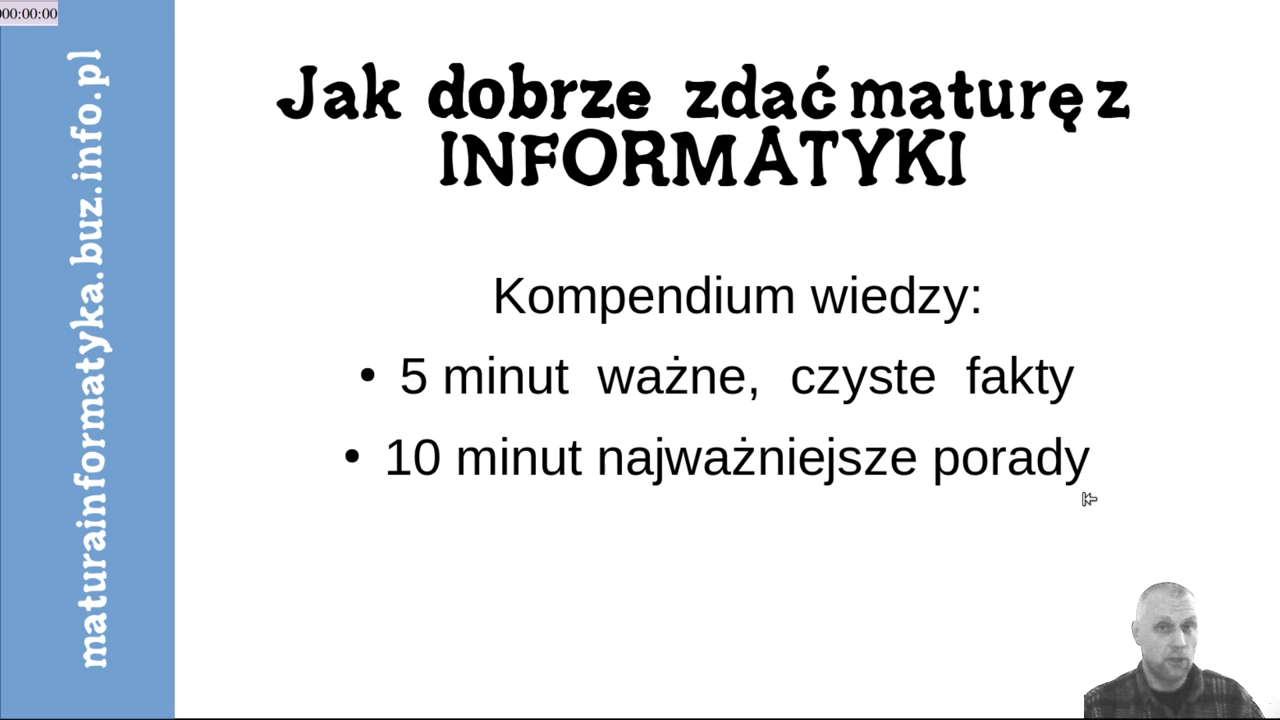 000:00:00
maturainformatyka.buz.info.pl
Jak dobrze zdać maturę z
INFORMATYKI
Kompendium wiedzy:
• 5 minut ważne, czyste fakty
• 10 minut najważniejsze porady